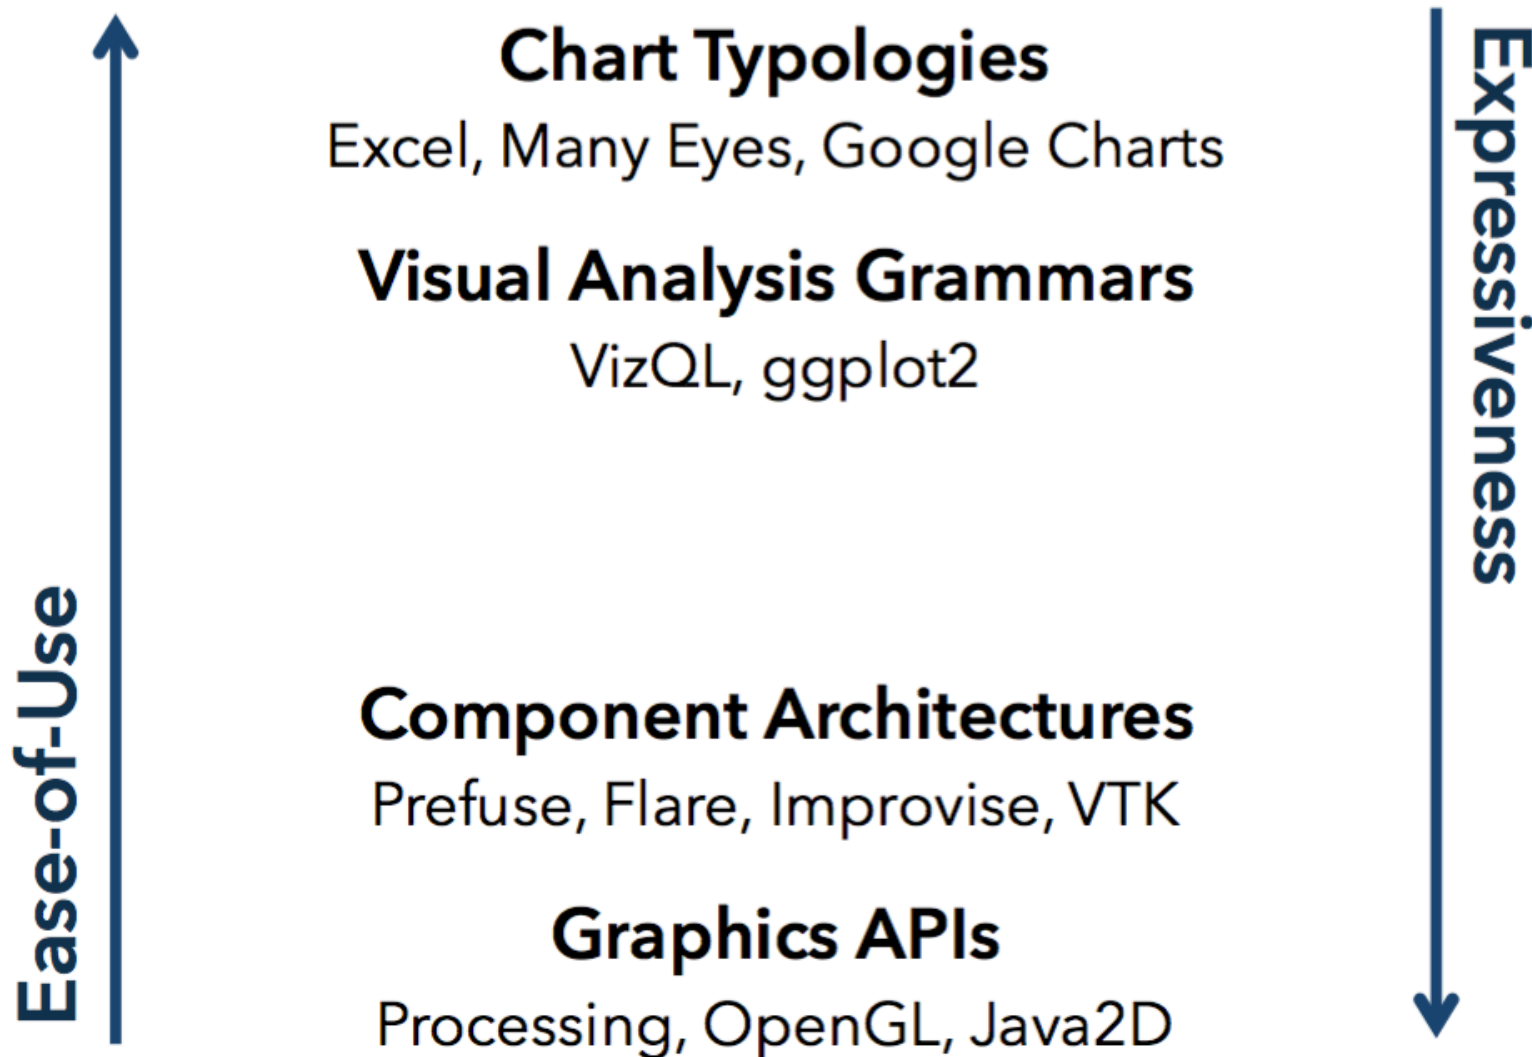 Chart Typologies
Excel, Many Eyes, Google Charts
Visual Analysis Grammars
VizQL, ggplot2
Component Architectures
Prefuse, Flare, Improvise, VTK
Graphics APIs
Processing, OpenGL, Java2D
Ease-of-Use
Expressiveness